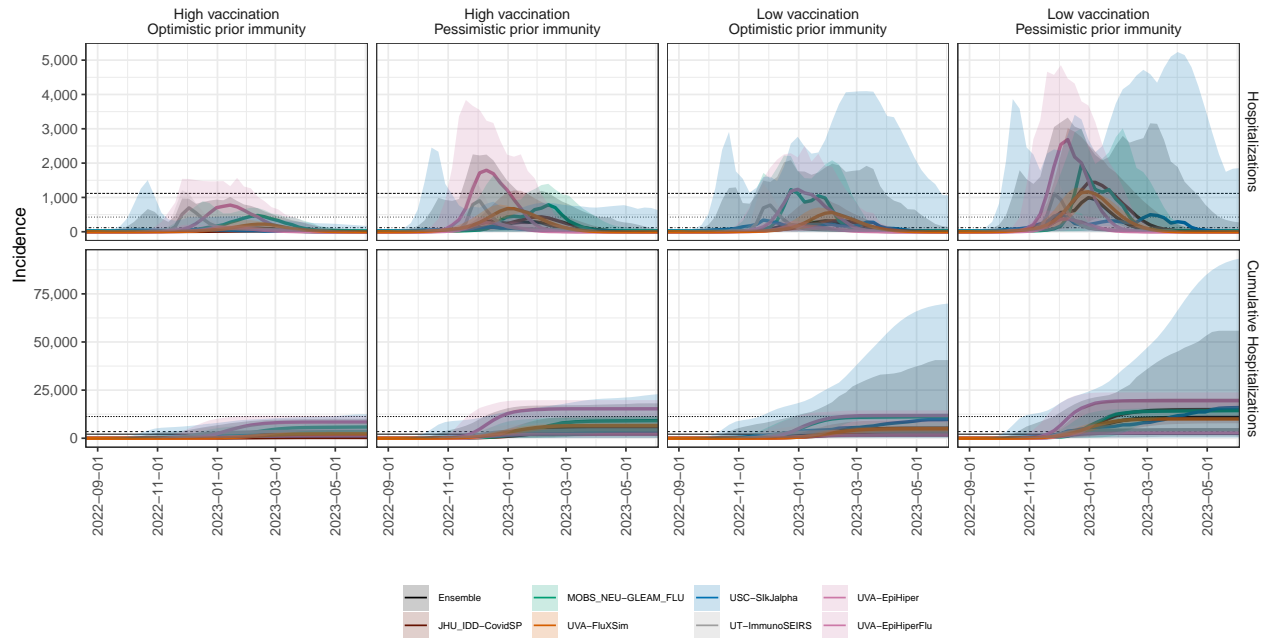 High vaccination
Optimistic prior immunity
High vaccination
Pessimistic prior immunity
Low vaccination
Optimistic prior immunity
Low vaccination
Pessimistic prior immunity
5,000
4,000
3,000
2,000
1,000
0
Hospitalizations
Incidence
75,000
50,000
25,000
0
Cumulative Hospitalizations
2022−09−01
2022−11−01
2023−01−01
2023−03−01
2023−05−01
2022−09−01
2022−11−01
2023−01−01
2023−03−01
2023−05−01
2022−09−01
2022−11−01
2023−01−01
2023−03−01
2023−05−01
2022−09−01
2022−11−01
2023−01−01
2023−03−01
2023−05−01
Ensemble
MOBS_NEU−GLEAM_FLU
USC−SIkJalpha
UVA−EpiHiper
JHU_IDD−CovidSP
UVA−FluXSim
UT−ImmunoSEIRS
UVA−EpiHiperFlu